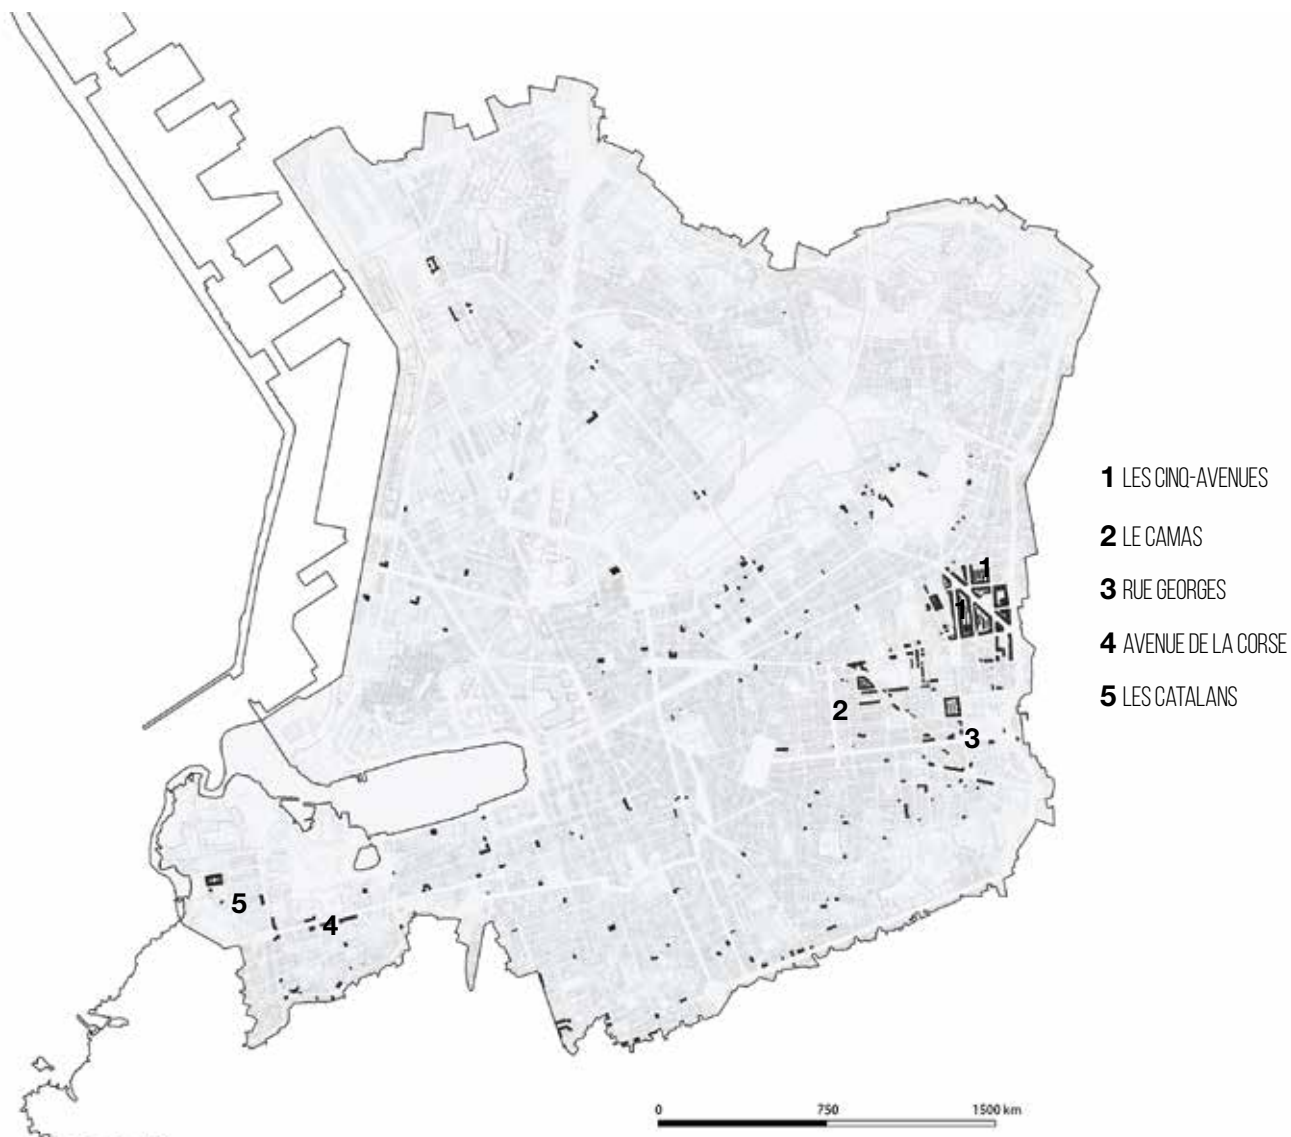 1 LES CINQ-AVENUES
2 LE CAMAS
3 RUE GEORGES
4 AVENUE DE LA CORSE
5 LES CATALANS
1
1
2
3
5
4
0 750 1500 km